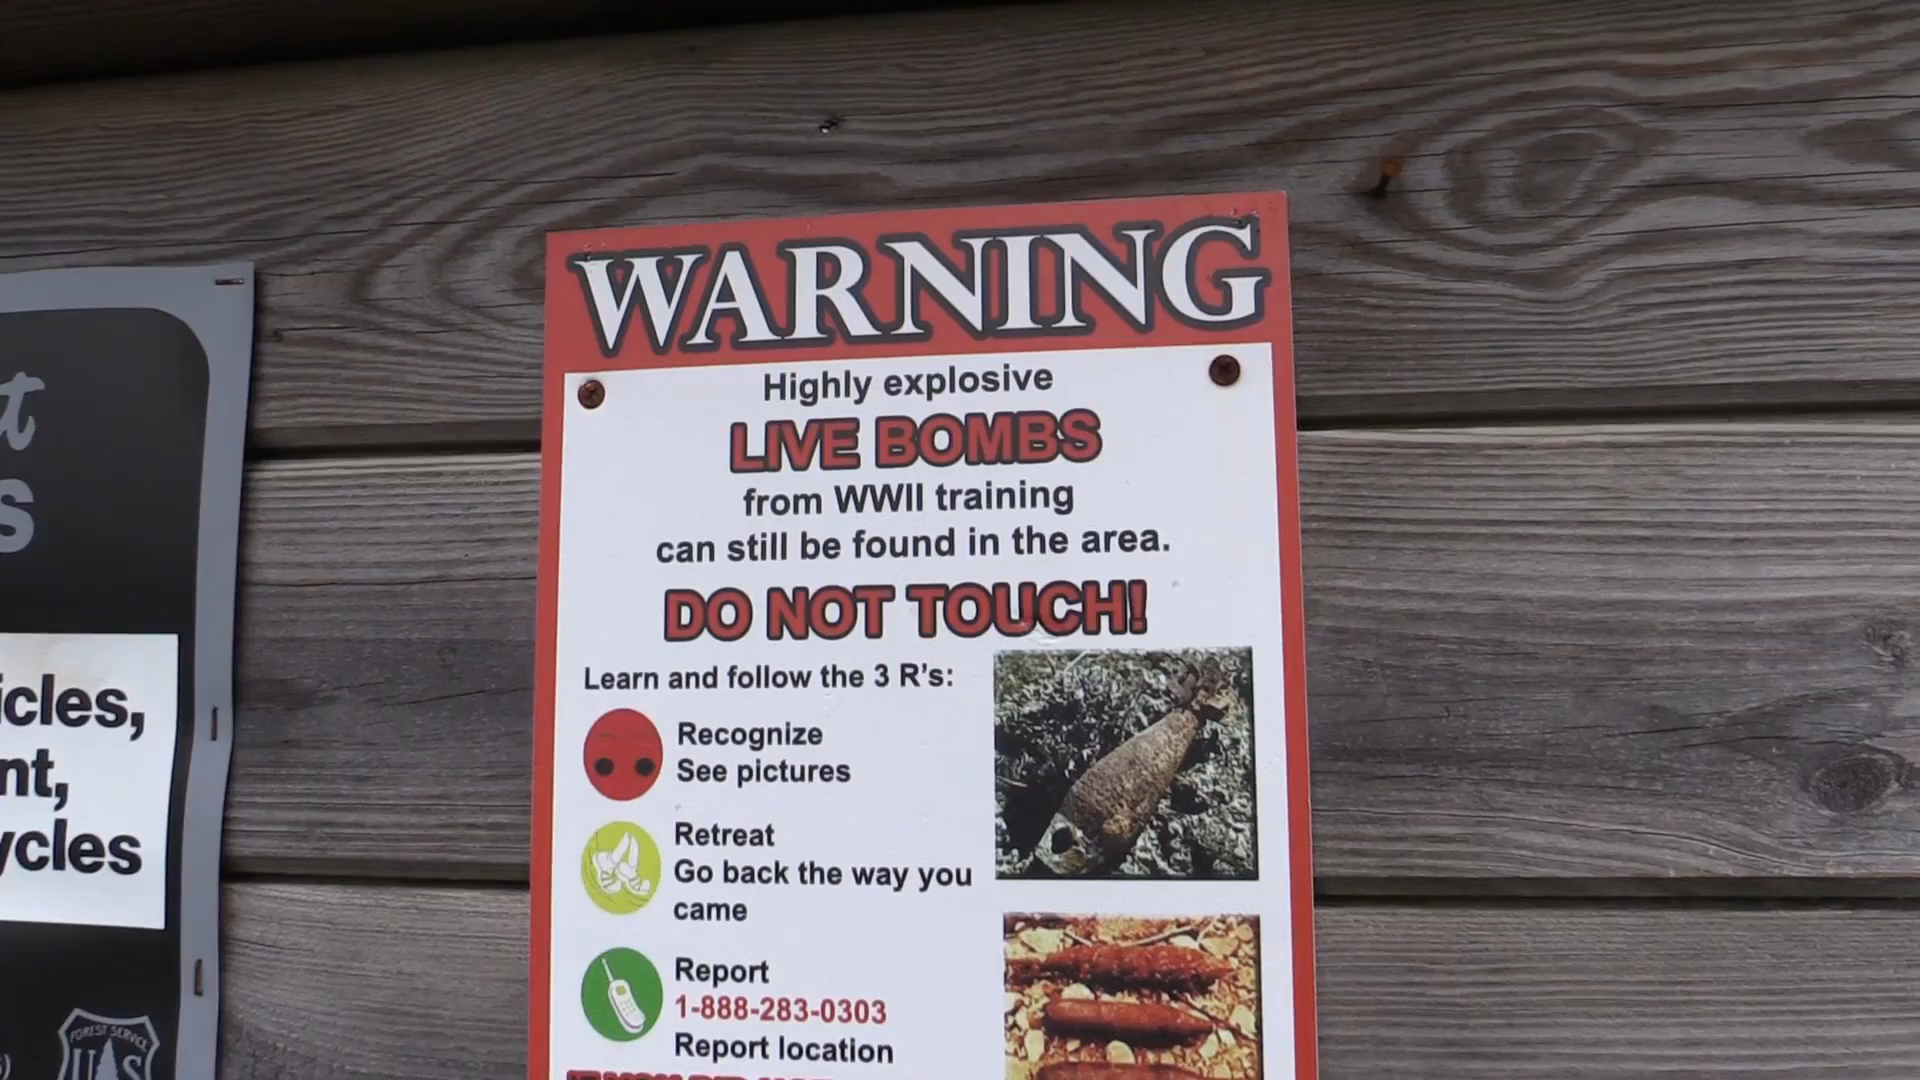 t
s
icles,
nt,
ycles
FOREST SERVICE
U S
WARNING
Highly explosive
LIVE BOMBS
from WWII training
can still be found in the area.
DO NOT TOUCH!
Learn and follow the 3 R's:
Recognize
See pictures
Retreat
Go back the way you
came
Report
1-888-283-0303
Report location